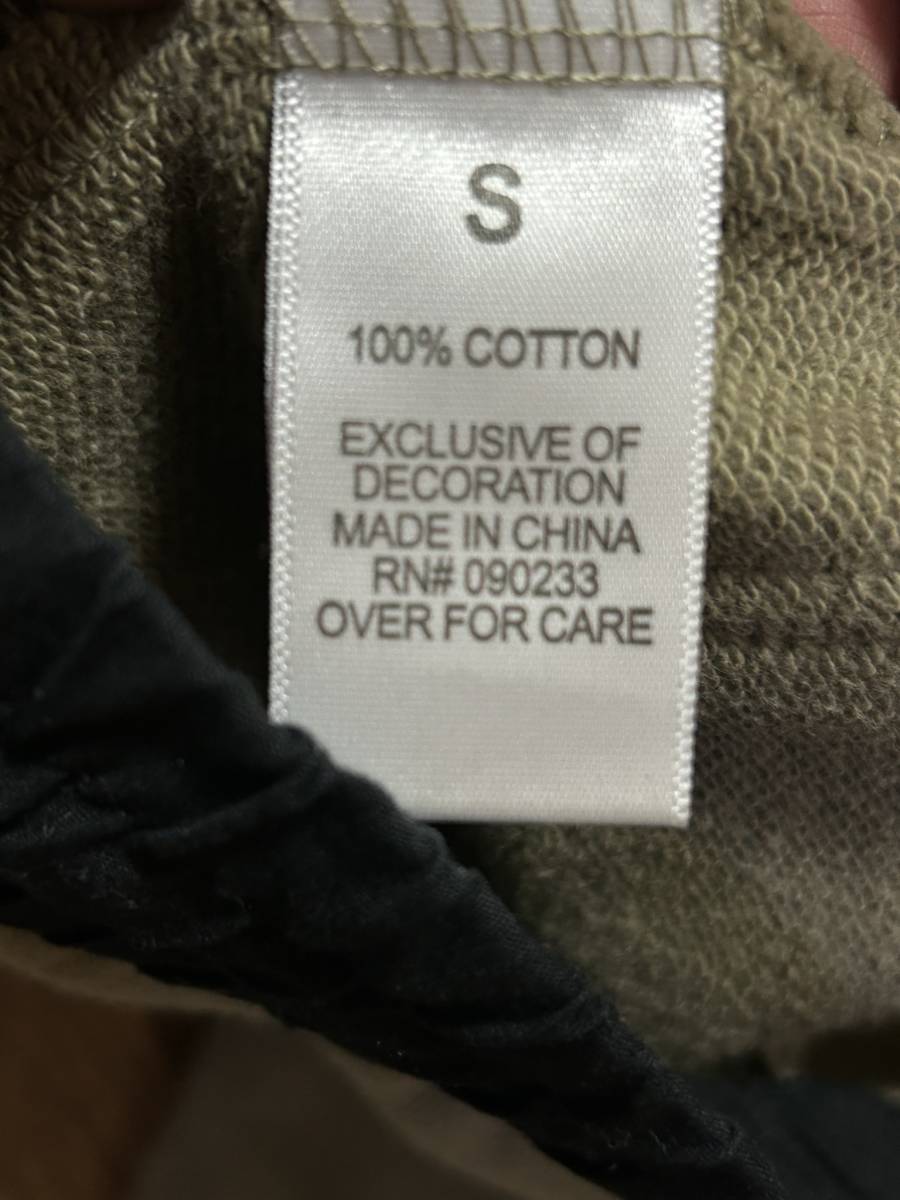 S
100% COTTON
EXCLUSIVE OF
DECORATION
MADE IN CHINA
RN# 090233
OVER FOR CARE